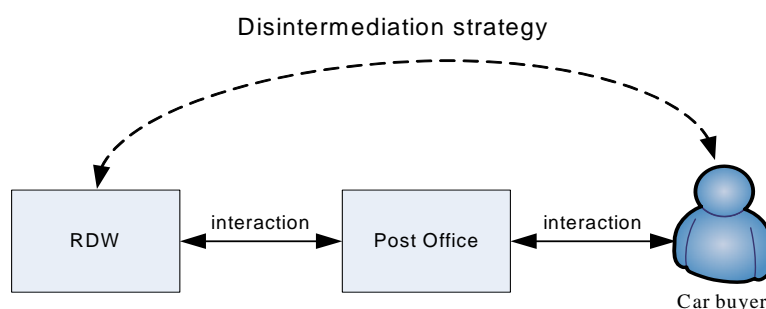 Disintermediation strategy
interaction
interaction
RDW
Post Office
Car buyer